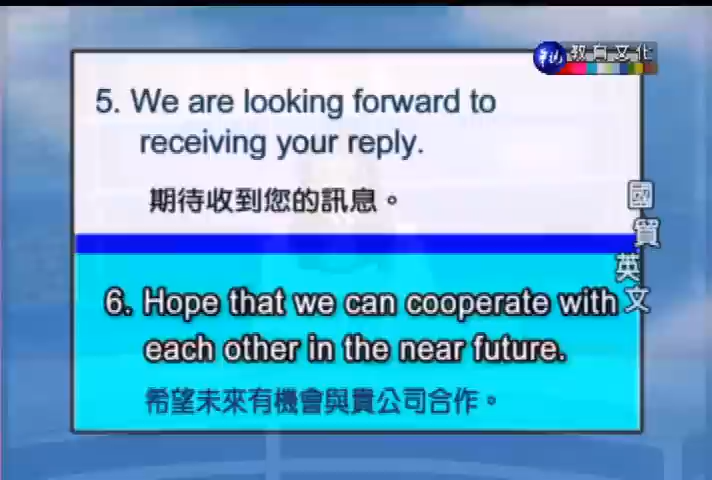 華視 教育文化
5. We are looking forward to
receiving your reply.
期待收到您的訊息。
國貿英文
6. Hope that we can cooperate with
each other in the near future.
希望未來有機會與貴公司合作。